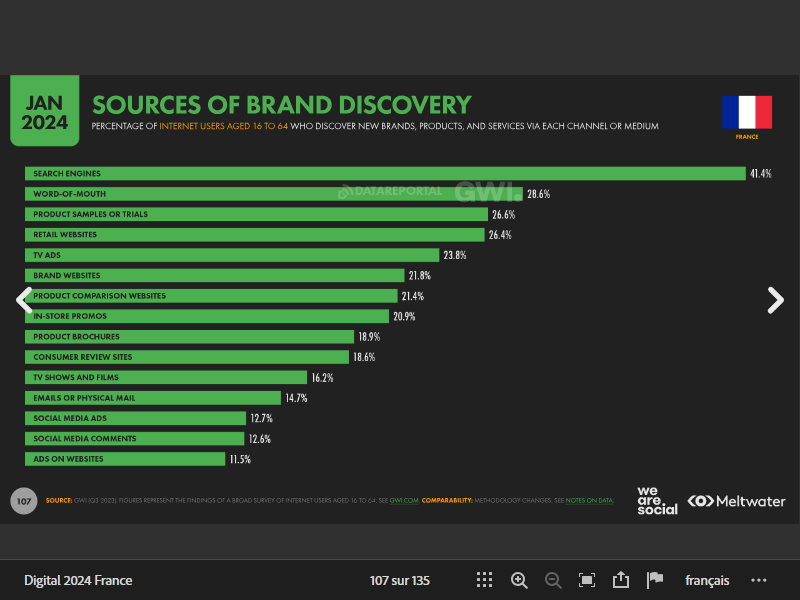 JAN
2024
SOURCES OF BRAND DISCOVERY
PERCENTAGE OF INTERNET USERS AGED 16 TO 64 WHO DISCOVER NEW BRANDS, PRODUCTS, AND SERVICES VIA EACH CHANNEL OR MEDIUM
FRANCE
SEARCH ENGINES 41.4%
WORD-OF-MOUTH 28.6%
DATAREPORTAL GWI.
PRODUCT SAMPLES OR TRIALS 26.6%
RETAIL WEBSITES 26.4%
TV ADS 23.8%
BRAND WEBSITES 21.8%
PRODUCT COMPARISON WEBSITES 21.4%
IN-STORE PROMOS 20.9%
PRODUCT BROCHURES 18.9%
CONSUMER REVIEW SITES 18.6%
TV SHOWS AND FILMS 16.2%
EMAILS OR PHYSICAL MAIL 14.7%
SOCIAL MEDIA ADS 12.7%
SOCIAL MEDIA COMMENTS 12.6%
ADS ON WEBSITES 11.5%
107
SOURCE: GWI (Q3 2023). FIGURES REPRESENT THE FINDINGS OF A BROAD SURVEY OF INTERNET USERS AGED 16 TO 64. SEE GWI.COM. COMPARABILITY: METHODOLOGY CHANGES. SEE NOTES ON DATA.
we
are.
social
Meltwater
Digital 2024 France
107 sur 135
français